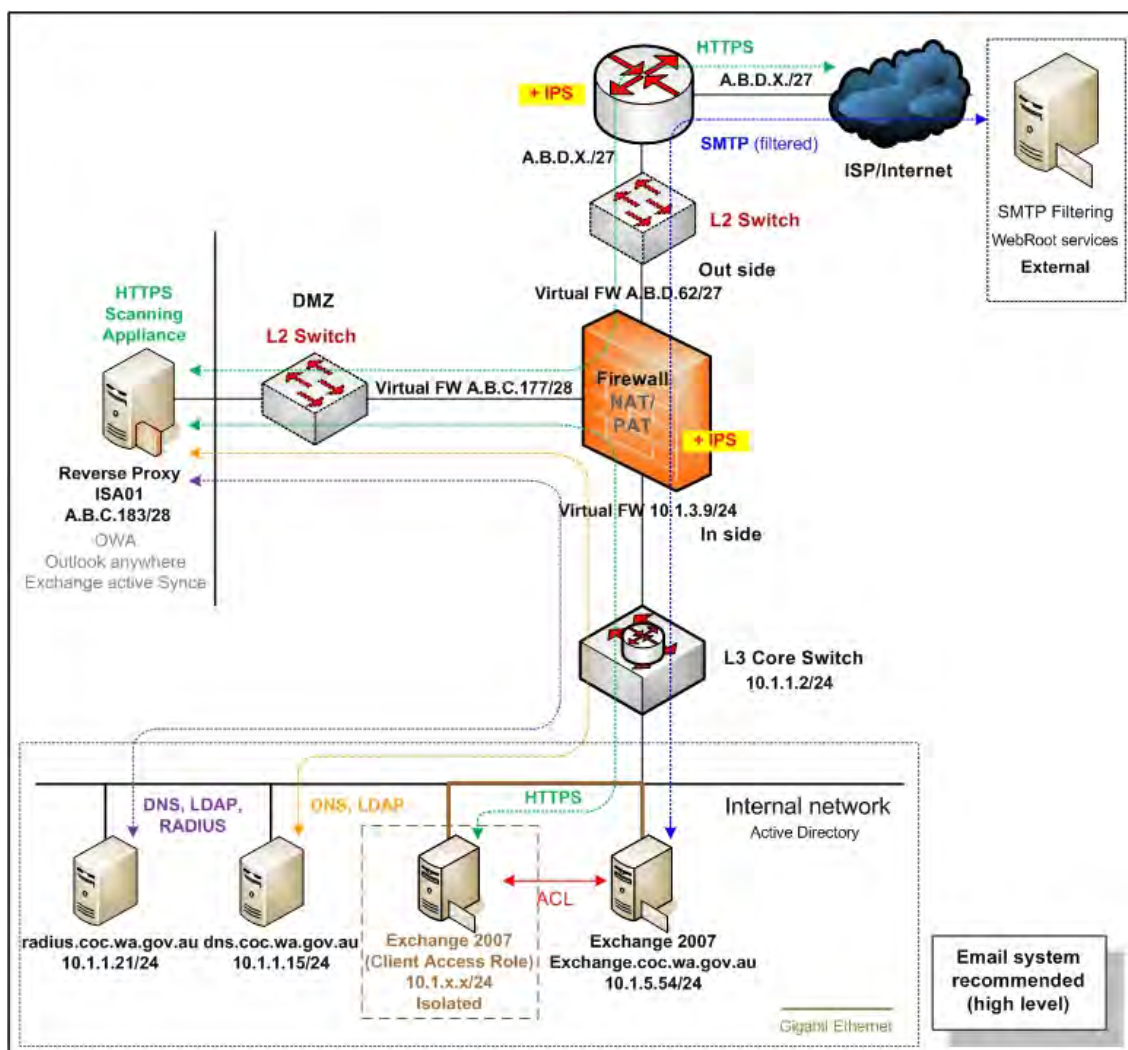 HTTPS
A.B.D.X./27
+ IPS
SMTP (filtered)
A.B.D.X./27
ISP/Internet
SMTP Filtering
WebRoot services
External
L2 Switch
Out side
Virtual FW A.B.D.62/27
HTTPS
Scanning
Appliance
DMZ
L2 Switch
Virtual FW A.B.C.177/28
Firewall
NAT/
PAT
+ IPS
Reverse Proxy
ISA01
A.B.C.183/28
OWA
Outlook anywhere
Exchange active Synce
Virtual FW 10.1.3.9/24
In side
L3 Core Switch
10.1.1.2/24
DNS, LDAP,
RADIUS
DNS, LDAP
HTTPS
Internal network
Active Directory
ACL
radius.coc.wa.gov.au
10.1.1.21/24
dns.coc.wa.gov.au
10.1.1.15/24
Exchange 2007
(Client Access Role)
10.1.x.x/24
Isolated
Exchange 2007
Exchange.coc.wa.gov.au
10.1.5.54/24
Email system
recommended
(high level)
Gigabit Ethernet